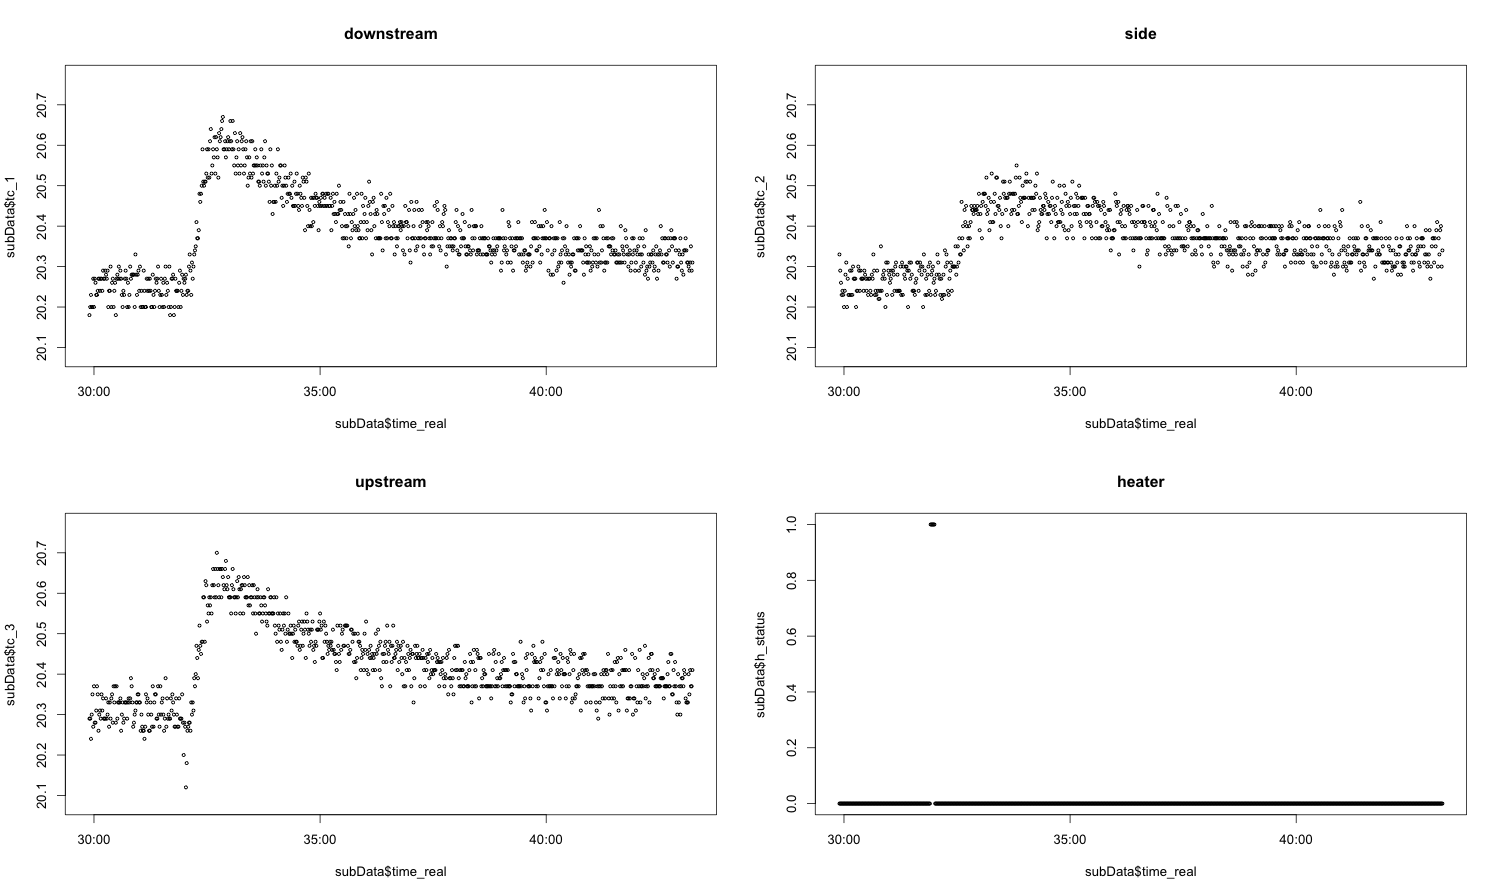 downstream
subData$tc_1
20.7
20.6
20.5
20.4
20.3
20.2
20.1
30:00 35:00 40:00
subData$time_real
side
subData$tc_2
20.7
20.6
20.5
20.4
20.3
20.2
20.1
30:00 35:00 40:00
subData$time_real
upstream
subData$tc_3
20.7
20.6
20.5
20.4
20.3
20.2
20.1
30:00 35:00 40:00
subData$time_real
heater
subData$h_status
1.0
0.8
0.6
0.4
0.2
0.0
30:00 35:00 40:00
subData$time_real